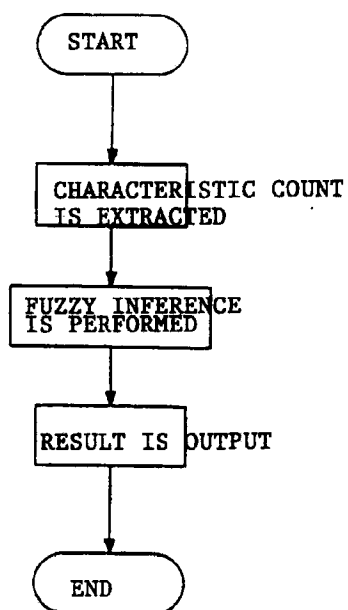 START
CHARACTERISTIC COUNT
IS EXTRACTED
FUZZY INFERENCE
IS PERFORMED
RESULT IS OUTPUT
END